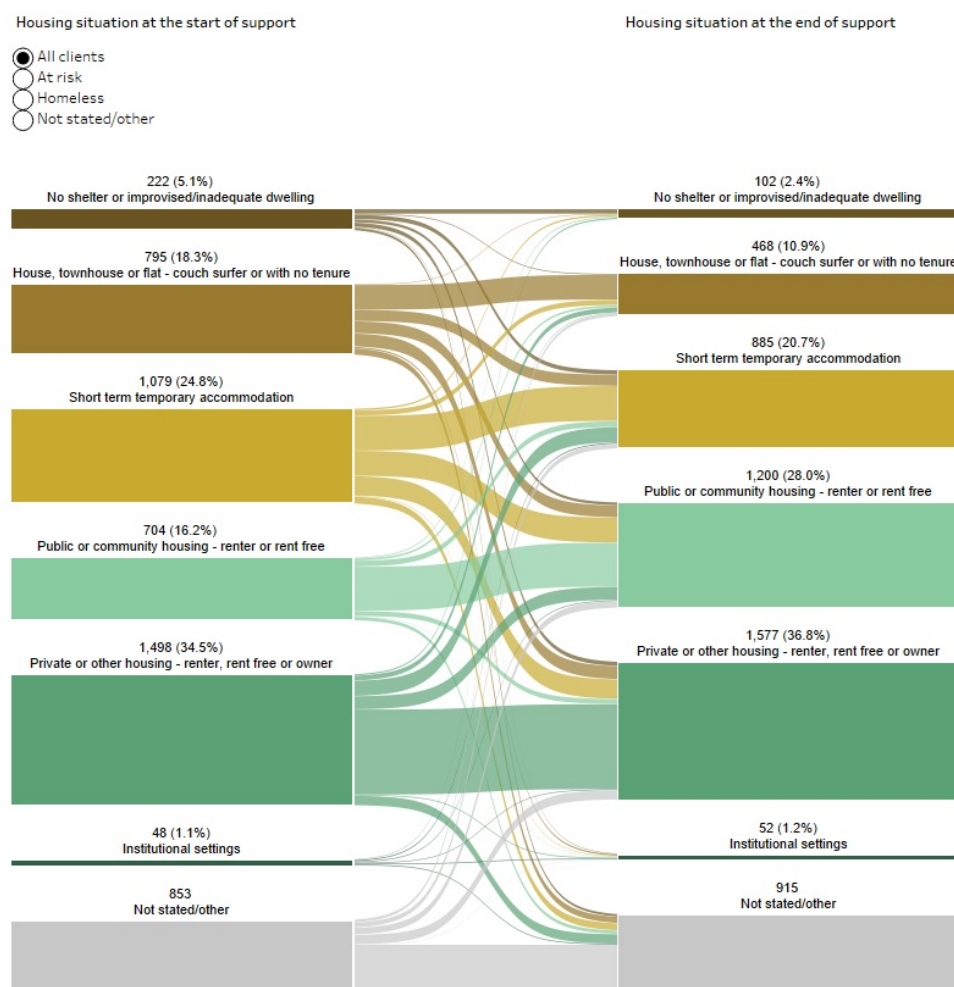 Housing situation at the start of support
Housing situation at the end of support
All clients
At risk
Homeless
Not stated/other
222 (5.1%)
No shelter or improvised/inadequate dwelling
102 (2.4%)
No shelter or improvised/inadequate dwelling
795 (18.3%)
House, townhouse or flat - couch surfer or with no tenure
468 (10.9%)
House, townhouse or flat - couch surfer or with no tenure
1,079 (24.8%)
Short term temporary accommodation
885 (20.7%)
Short term temporary accommodation
704 (16.2%)
Public or community housing - renter or rent free
1,200 (28.0%)
Public or community housing - renter or rent free
1,498 (34.5%)
Private or other housing - renter, rent free or owner
1,577 (36.8%)
Private or other housing - renter, rent free or owner
48 (1.1%)
Institutional settings
52 (1.2%)
Institutional settings
853
Not stated/other
915
Not stated/other